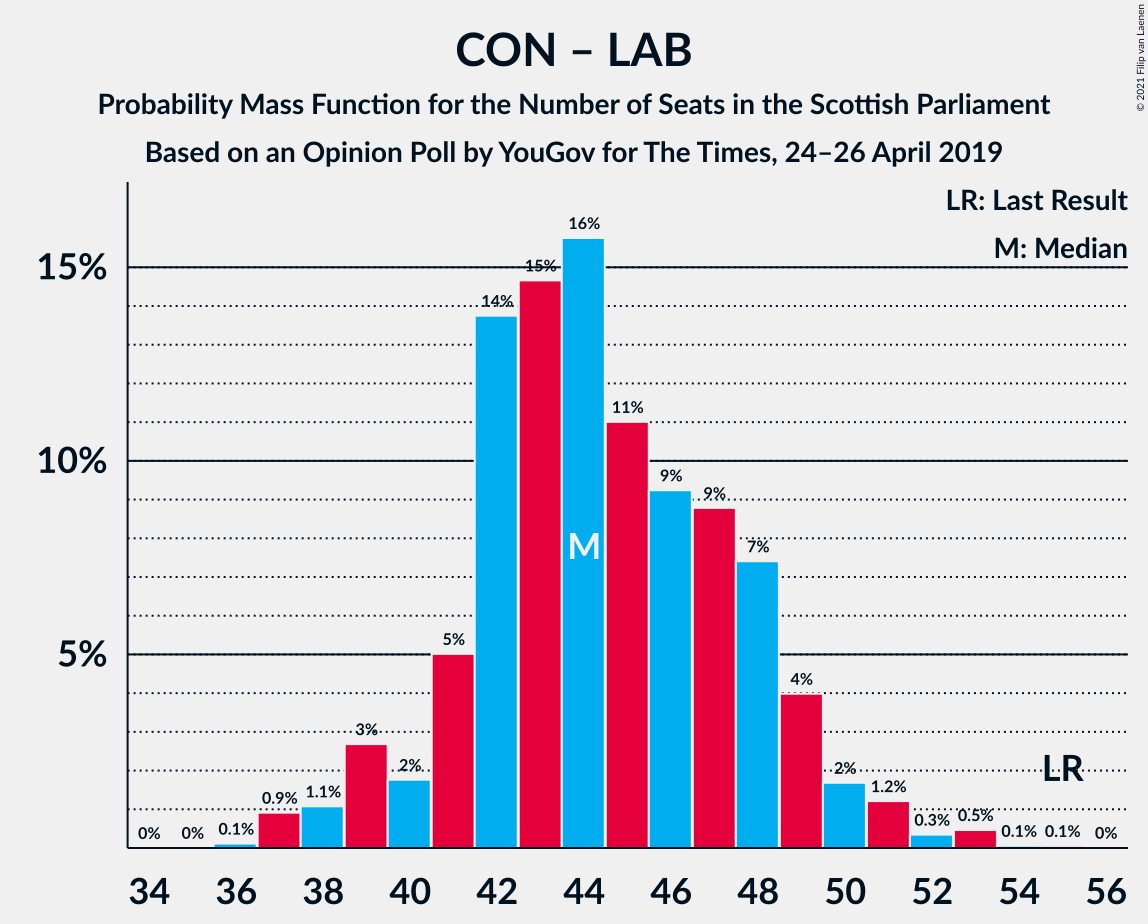 CON – LAB
Probability Mass Function for the Number of Seats in the Scottish Parliament
Based on an Opinion Poll by YouGov for The Times, 24–26 April 2019
© 2021 Filip van Laenen
LR: Last Result
M: Median
15%
10%
5%
0% 0% 0.1% 0.9% 1.1% 3% 2% 5% 14% 15% 16% 11% 9% 9% 7% 4% 2% 1.2% 0.3% 0.5% 0.1% 0.1% 0%
M
LR
34 36 38 40 42 44 46 48 50 52 54 56